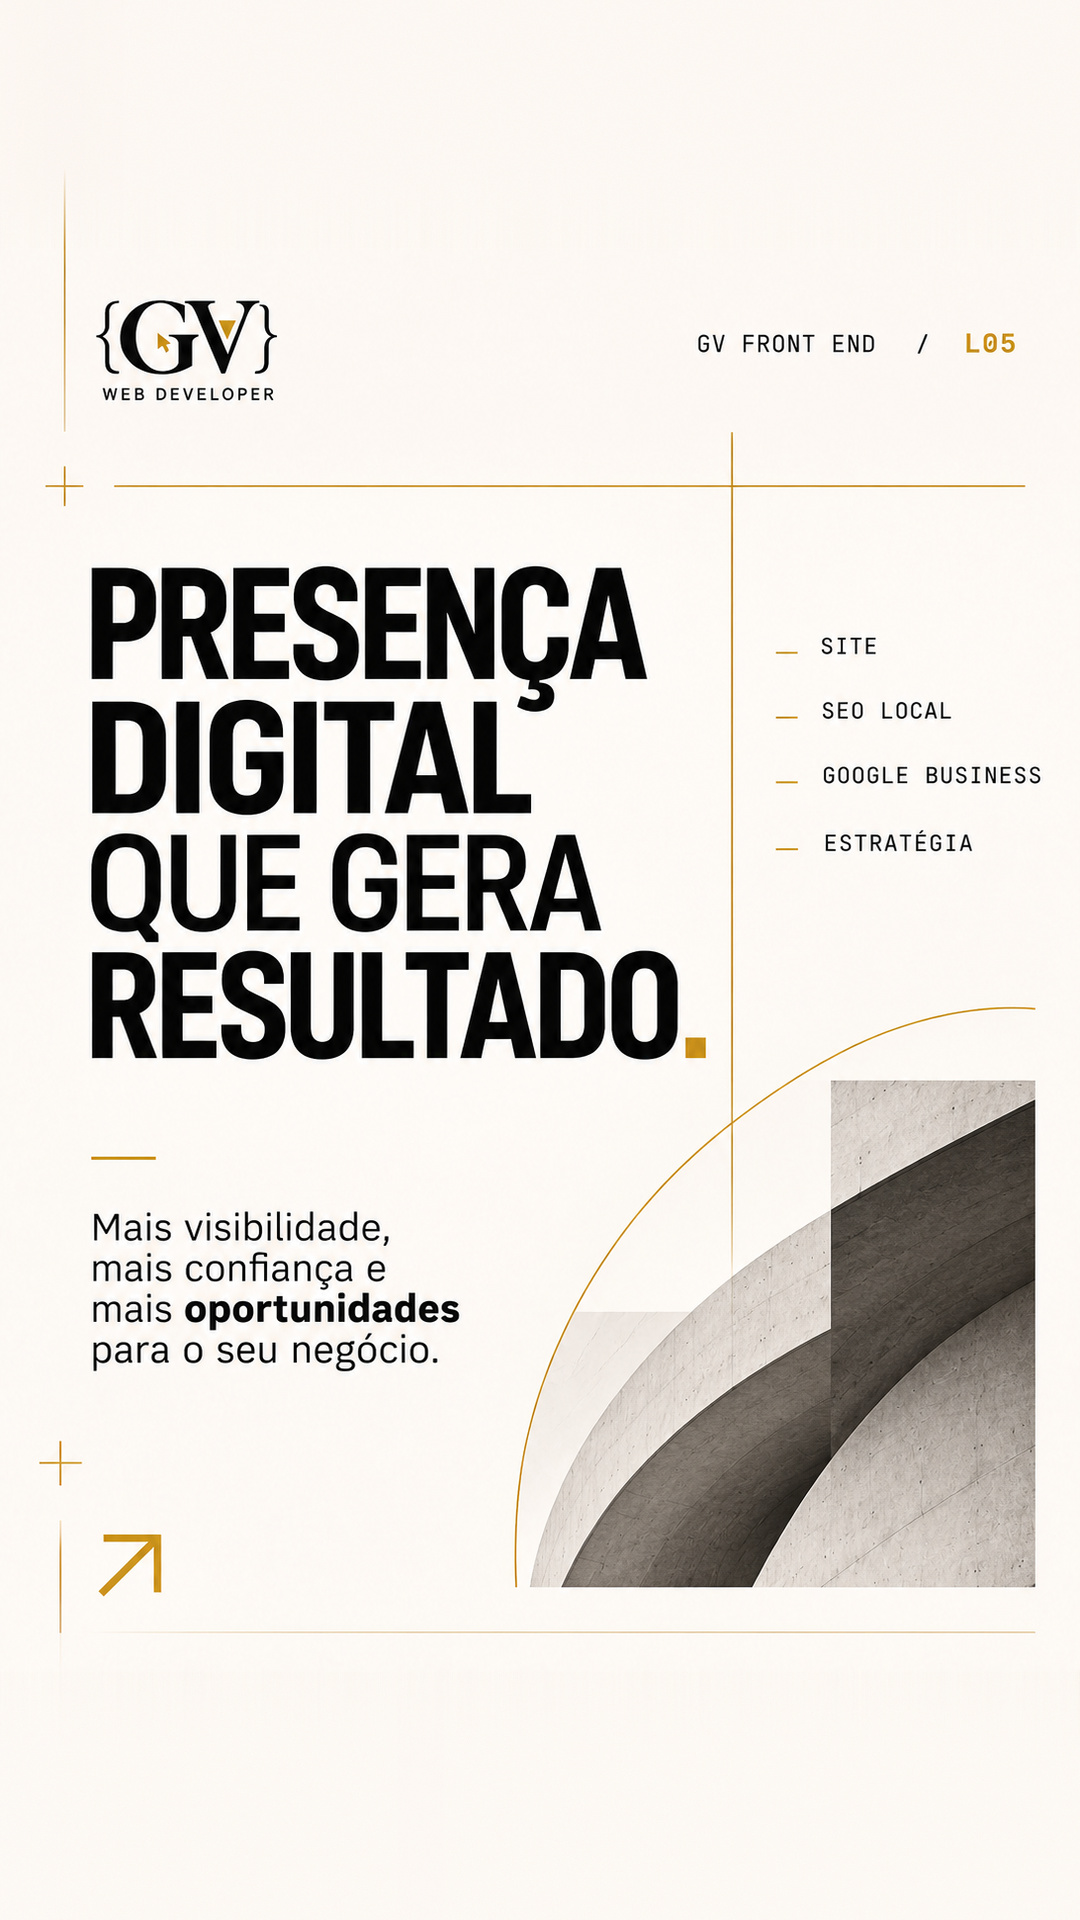 {GV}
WEB DEVELOPER
GV FRONT END / L05
PRESENÇA
DIGITAL
QUE GERA
RESULTADO.
SITE
SEO LOCAL
GOOGLE BUSINESS
ESTRATÉGIA
Mais visibilidade,
mais confiança e
mais oportunidades
para o seu negócio.